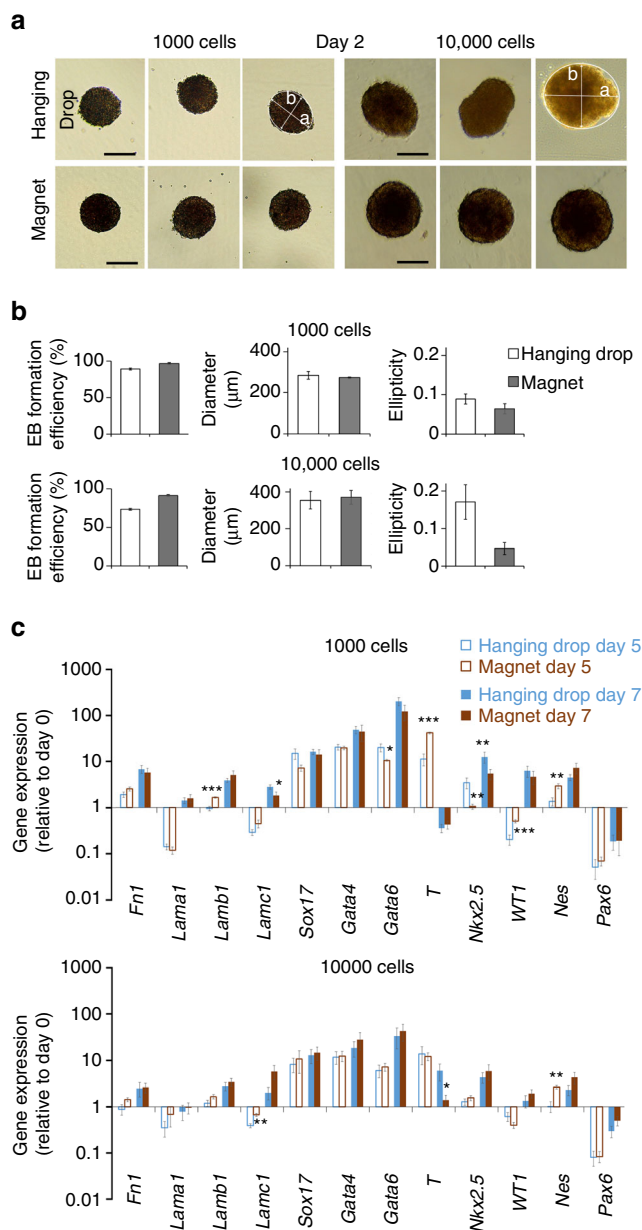 a
1000 cells Day 2 10,000 cells
Hanging
Drop
b
a
b
a
Magnet
b
1000 cells
EB formation
efficiency (%)
100
50
0
Diameter
(μm)
400
200
0
Ellipticity
0.2
0.1
0
Hanging drop
Magnet
10,000 cells
EB formation
efficiency (%)
100
50
0
Diameter
(μm)
400
200
0
Ellipticity
0.2
0.1
0
c
1000 cells
Hanging drop day 5
Magnet day 5
Hanging drop day 7
Magnet day 7
Gene expression
(relative to day 0)
1000
100
10
1
0.1
0.01
***
*
*
***
**
**
***
**
Fn1 Lama1 Lamb1 Lamc1 Sox17 Gata4 Gata6 T Nkx2.5 WT1 Nes Pax6
10000 cells
Gene expression
(relative to day 0)
1000
100
10
1
0.1
0.01
**
*
**
Fn1 Lama1 Lamb1 Lamc1 Sox17 Gata4 Gata6 T Nkx2.5 WT1 Nes Pax6